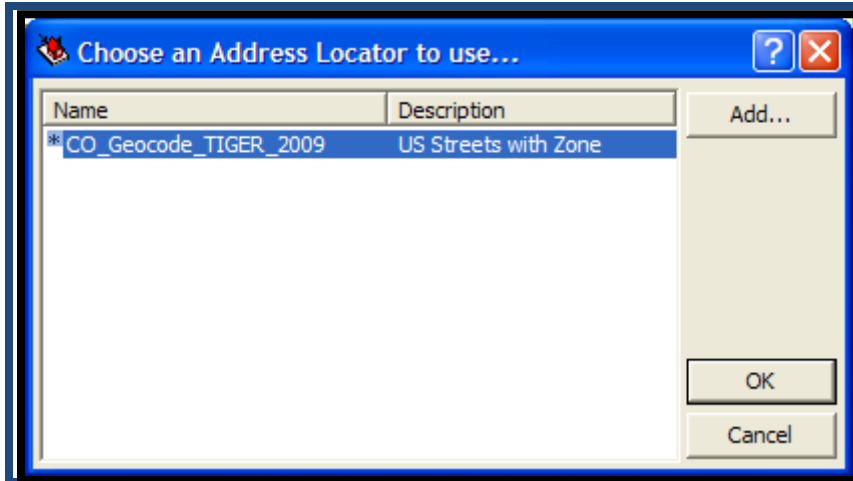 Choose an Address Locator to use...
?
Name Description Add...
* CO_Geocode_TIGER_2009 US Streets with Zone
OK
Cancel